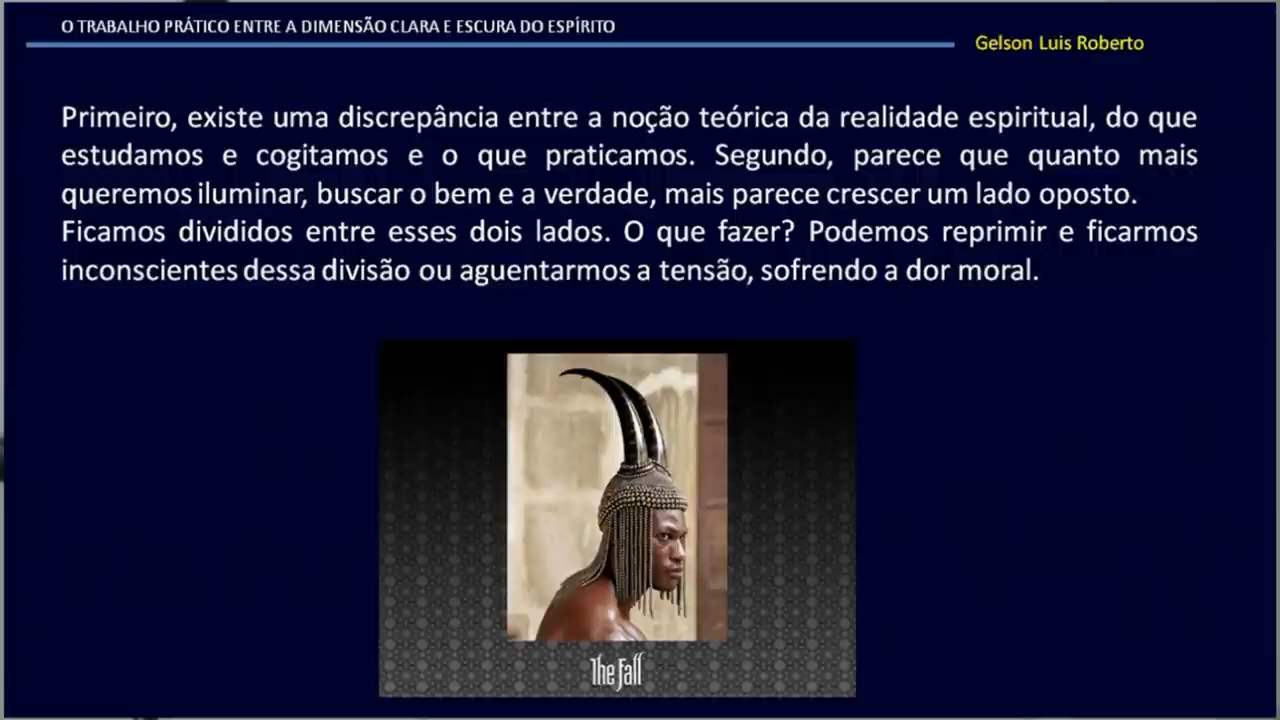 O TRABALHO PRÁTICO ENTRE A DIMENSÃO CLARA E ESCURA DO ESPÍRITO
Gelson Luis Roberto
Primeiro, existe uma discrepância entre a noção teórica da realidade espiritual, do que
estudamos e cogitamos e o que praticamos. Segundo, parece que quanto mais
queremos iluminar, buscar o bem e a verdade, mais parece crescer um lado oposto.
Ficamos divididos entre esses dois lados. O que fazer? Podemos reprimir e ficarmos
inconscientes dessa divisão ou aguentarmos a tensão, sofrendo a dor moral.
The Fall